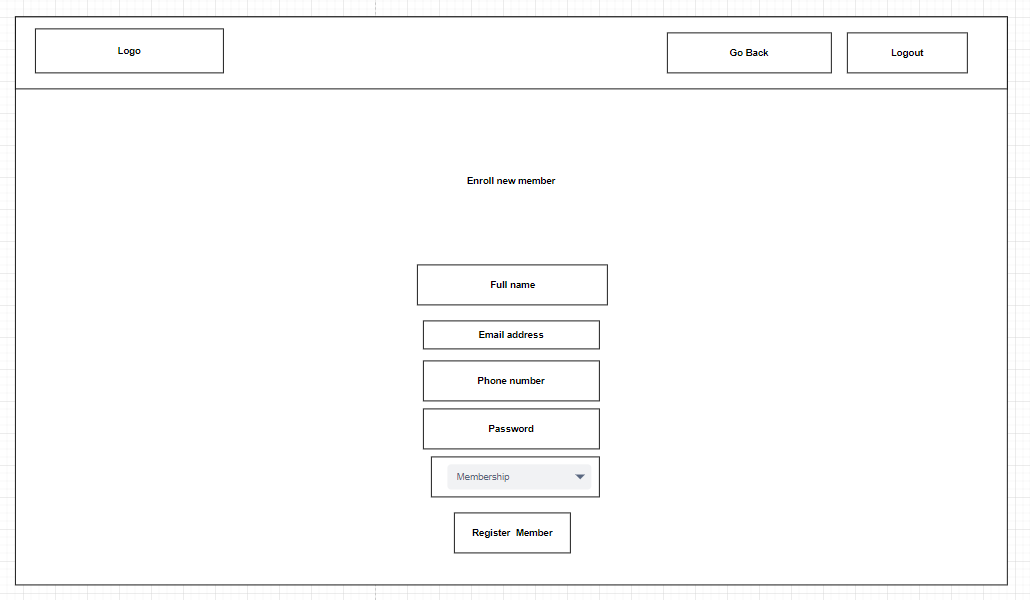 Logo
Go Back
Logout
Enroll new member
Full name
Email address
Phone number
Password
Membership
Register  Member